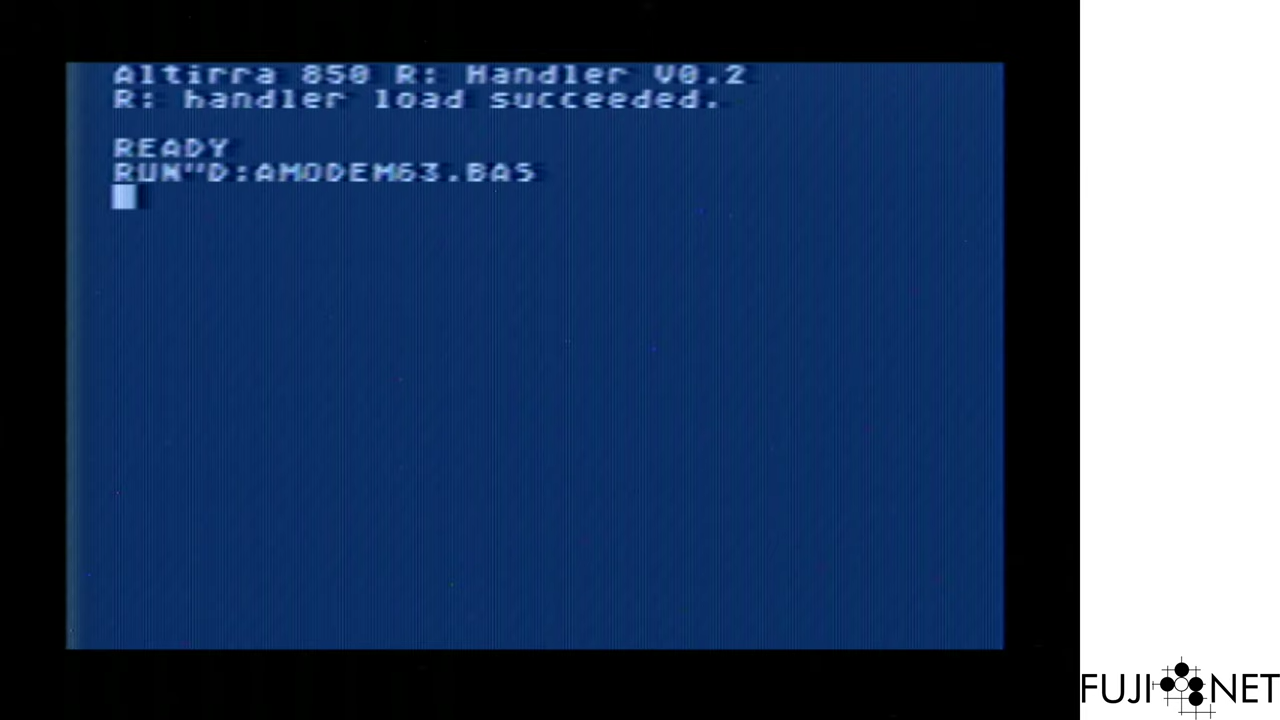 Altirra 850 R: Handler V0.2
R: handler load succeeded.
READY
RUN"D:AMODEM63.BAS
FUJINET